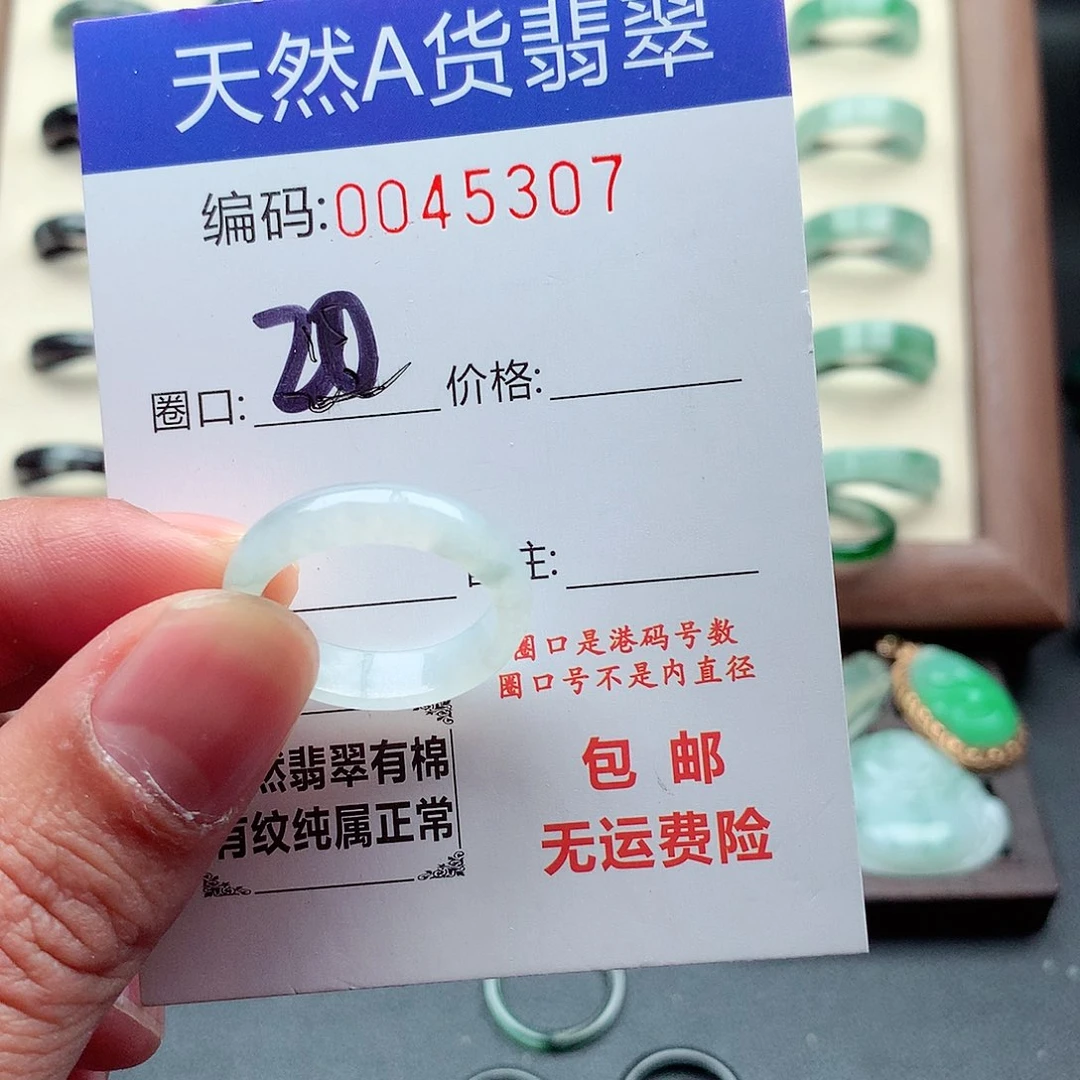 天然A货翡翠
编码:0045307
圈口: 价格:
主:
圈口是港码号数
圈口号不是内直径
然翡翠有棉
有纹纯属正常
包邮
无运费险